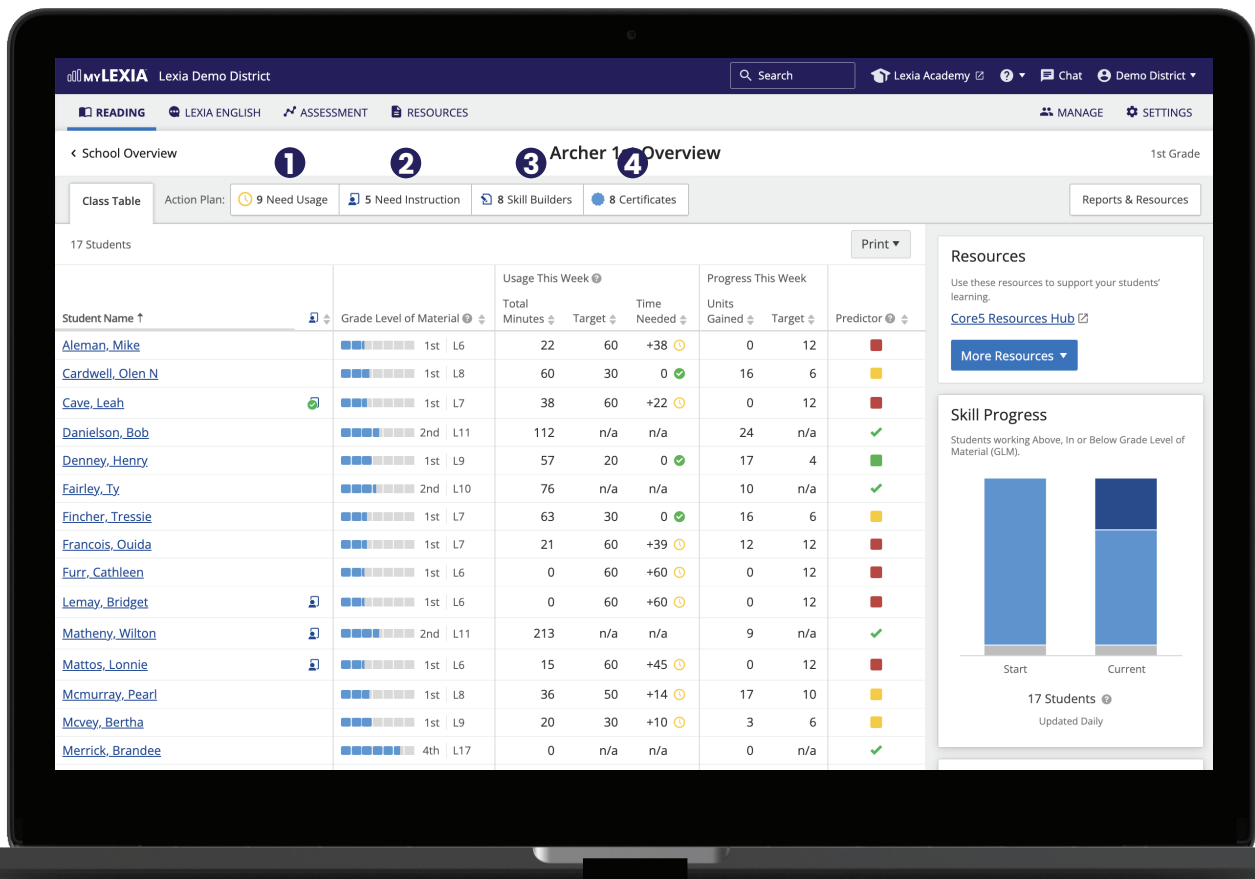 MYLEXIA Lexia Demo District Search Lexia Academy ? Chat Demo District
READING LEXIA ENGLISH ASSESSMENT RESOURCES MANAGE SETTINGS
1 2 3 4
School Overview Archer Overview 1st Grade
Class Table Action Plan: 9 Need Usage 5 Need Instruction 8 Skill Builders 8 Certificates Reports & Resources
17 Students Print
Usage This Week ? Progress This Week
Student Name ↑ Grade Level of Material ? Total Minutes Target Time Needed Units Gained Target Predictor ?
Aleman, Mike 1st L6 22 60 +38 0 12
Cardwell, Olen N 1st L8 60 30 0 16 6
Cave, Leah 1st L7 38 60 +22 0 12
Danielson, Bob 2nd L11 112 n/a n/a 24 n/a
Denney, Henry 1st L9 57 20 0 17 4
Fairley, Ty 2nd L10 76 n/a n/a 10 n/a
Fincher, Tressie 1st L7 63 30 0 16 6
Francois, Ouida 1st L7 21 60 +39 12 12
Furr, Cathleen 1st L6 0 60 +60 0 12
Lemay, Bridget 1st L6 0 60 +60 0 12
Matheny, Wilton 2nd L11 213 n/a n/a 9 n/a
Mattos, Lonnie 1st L6 15 60 +45 0 12
Mcmurray, Pearl 1st L8 36 50 +14 17 10
Mcvey, Bertha 1st L9 20 30 +10 3 6
Merrick, Brandee 4th L17 0 n/a n/a 0 n/a
Resources
Use these resources to support your students'
learning.
Core5 Resources Hub
More Resources
Skill Progress
Students working Above, In or Below Grade Level of
Material (GLM).
Start Current
17 Students ?
Updated Daily